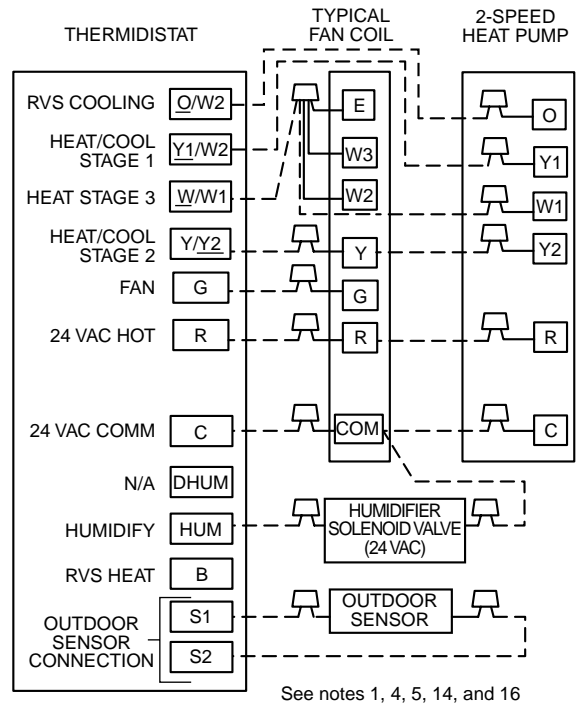 THERMIDISTAT
TYPICAL
FAN COIL
2-SPEED
HEAT PUMP
RVS COOLING
O/W2
HEAT/COOL
STAGE 1
Y1/W2
HEAT STAGE 3
W/W1
HEAT/COOL
STAGE 2
Y/Y2
FAN
G
24 VAC HOT
R
24 VAC COMM
C
N/A
DHUM
HUMIDIFY
HUM
RVS HEAT
B
OUTDOOR
SENSOR
CONNECTION
S1
S2
E
W3
W2
Y
G
R
COM
HUMIDIFIER
SOLENOID VALVE
(24 VAC)
OUTDOOR
SENSOR
O
Y1
W1
Y2
R
C
See notes 1, 4, 5, 14, and 16